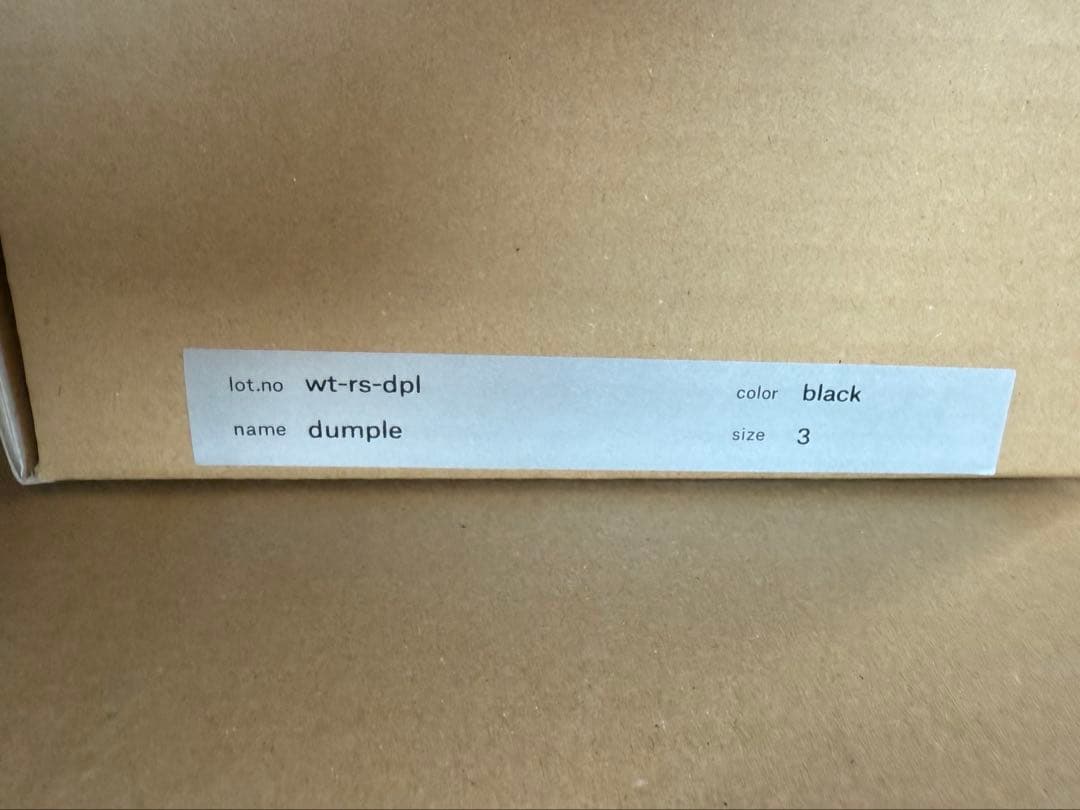 lot.no wt-rs-dpl color black
name dumple size 3